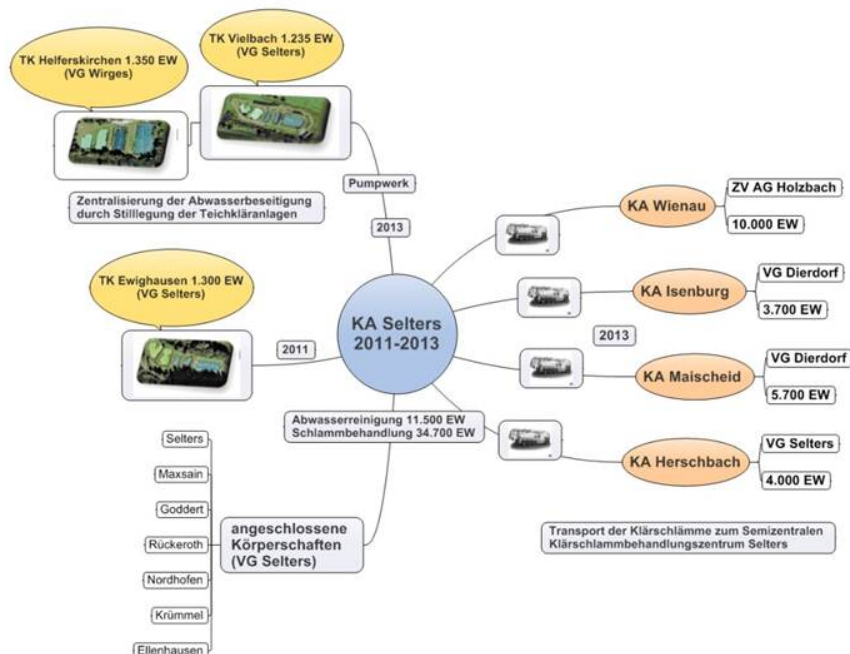 TK Helferskirchen 1.350 EW
(VG Wirges)
TK Vielbach 1.235 EW
(VG Selters)
Pumpwerk
Zentralisierung der Abwasserbeseitigung
durch Stilllegung der Teichkläranlagen
2013
TK Ewighausen 1.300 EW
(VG Selters)
2011
KA Selters
2011-2013
KA Wienau
ZV AG Holzbach
10.000 EW
KA Isenburg
VG Dierdorf
3.700 EW
2013
KA Maischeid
VG Dierdorf
5.700 EW
KA Herschbach
VG Selters
4.000 EW
Abwasserreinigung 11.500 EW
Schlammbehandlung 34.700 EW
angeschlossene
Körperschaften
(VG Selters)
Selters
Maxsain
Goddert
Rückeroth
Nordhofen
Krümmel
Ellenhausen
Transport der Klärschlämme zum Semizentralen
Klärschlammbehandlungszentrum Selters